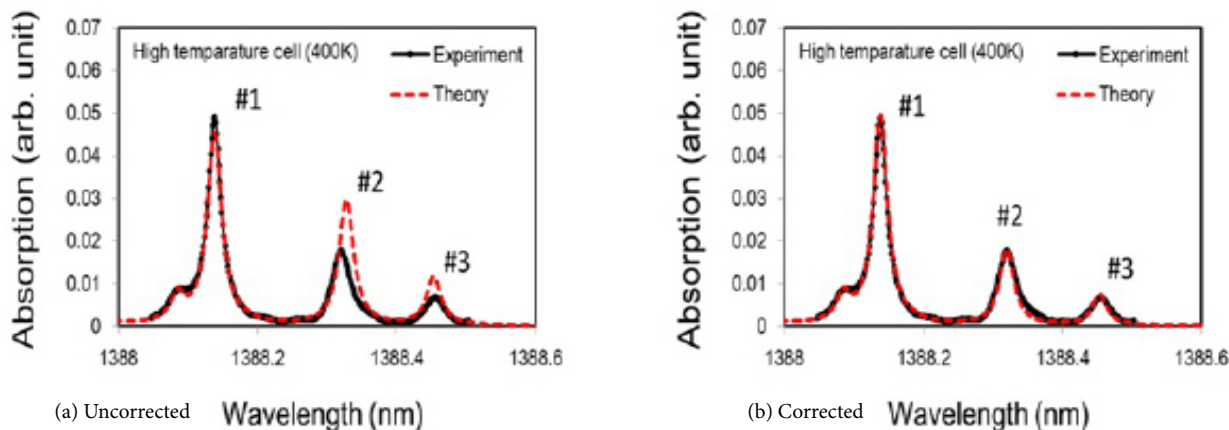 0.07
0.06
0.05
0.04
0.03
0.02
0.01
0
Absorption (arb. unit)
High temparature cell (400K)
Experiment
Theory
#1
#2
#3
1388
1388.2
1388.4
1388.6
(a) Uncorrected
Wavelength (nm)
0.07
0.06
0.05
0.04
0.03
0.02
0.01
0
Absorption (arb. unit)
High temparature cell (400K)
Experiment
Theory
#1
#2
#3
1388
1388.2
1388.4
1388.6
(b) Corrected
Wavelength (nm)